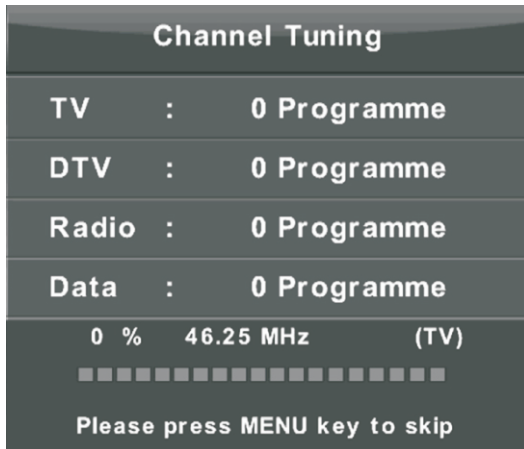 Channel Tuning
TV : 0 Programme
DTV : 0 Programme
Radio : 0 Programme
Data : 0 Programme
0 % 46.25 MHz (TV)
Please press MENU key to skip